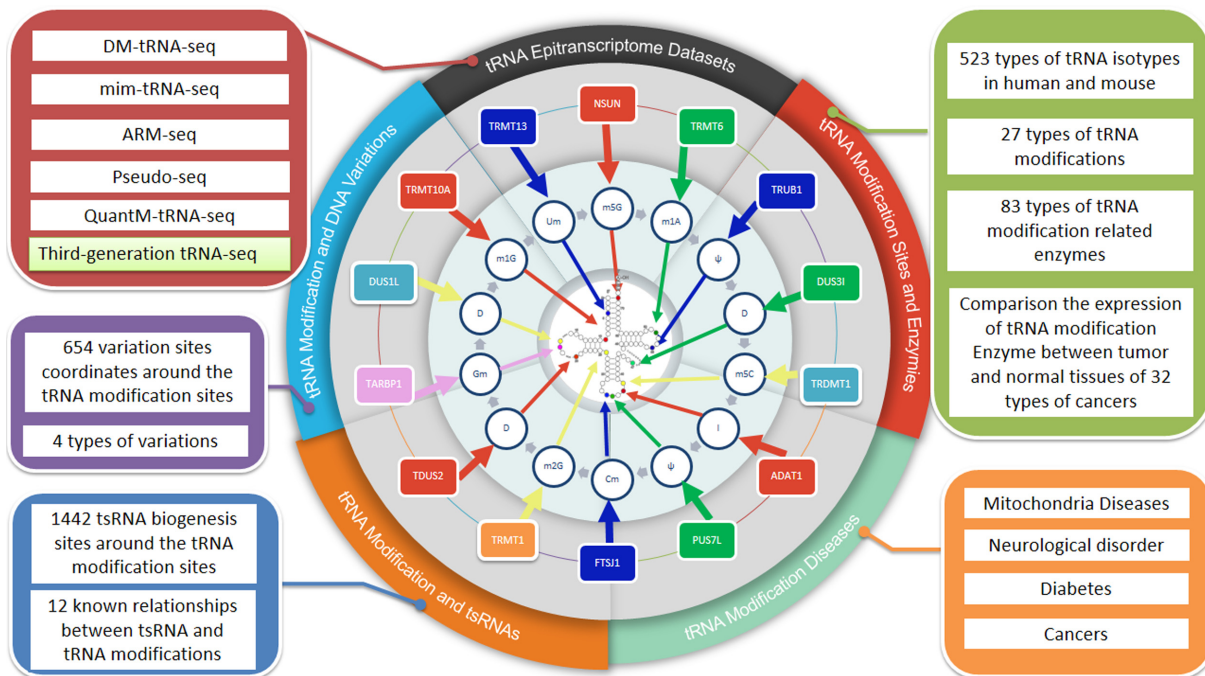 DM-tRNA-seq
mim-tRNA-seq
ARM-seq
Pseudo-seq
QuantM-tRNA-seq
Third-generation tRNA-seq
654 variation sites
coordinates around the
tRNA modification sites
4 types of variations
1442 tsRNA biogenesis
sites around the tRNA
modification sites
12 known relationships
between tsRNA and
tRNA modifications
tRNA Epitranscriptome Datasets
tRNA Modification Sites and Enzymies
tRNA Modification Diseases
tRNA Modification and tsRNAs
tRNA Modification and DNA Variations
NSUN
TRMT6
TRUB1
DUS3I
TRDMT1
ADAT1
PUS7L
FTSJ1
TRMT1
TDUS2
TARBP1
DUS1L
TRMT10A
TRMT13
m5G
m1A
ψ
D
m5C
I
ψ
Cm
m2G
D
Gm
D
m1G
Um
523 types of tRNA isotypes
in human and mouse
27 types of tRNA
modifications
83 types of tRNA
modification related
enzymes
Comparison the expression
of tRNA modification
Enzyme between tumor
and normal tissues of 32
types of cancers
Mitochondria Diseases
Neurological disorder
Diabetes
Cancers